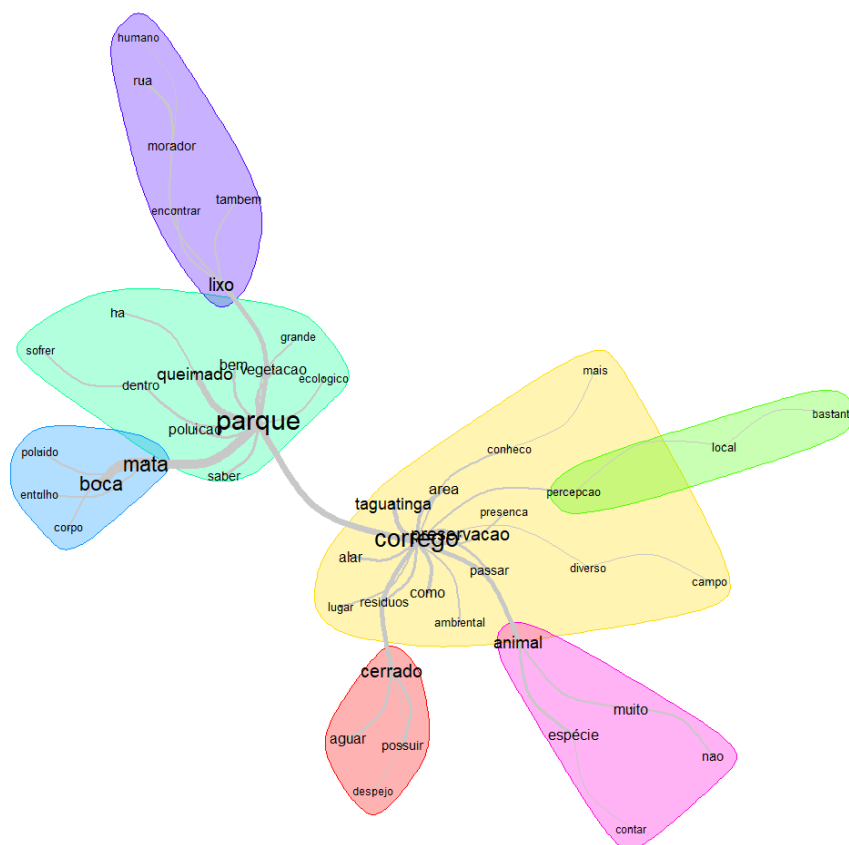 humano
rua
morador
encontrar
tambem
lixo
ha
grande
sofrer
bem
vegetacao
queimado
dentro
ecologico
mais
parque
poluicao
bastant
conheco
local
poluido
mata
saber
boca
area
percepcao
entulho
taguatinga
presenca
corpo
preservacao
corrego
alar
passar
diverso
campo
como
residuos
lugar
ambiental
animal
cerrado
muito
espécie
aguar
possuir
nao
despejo
contar